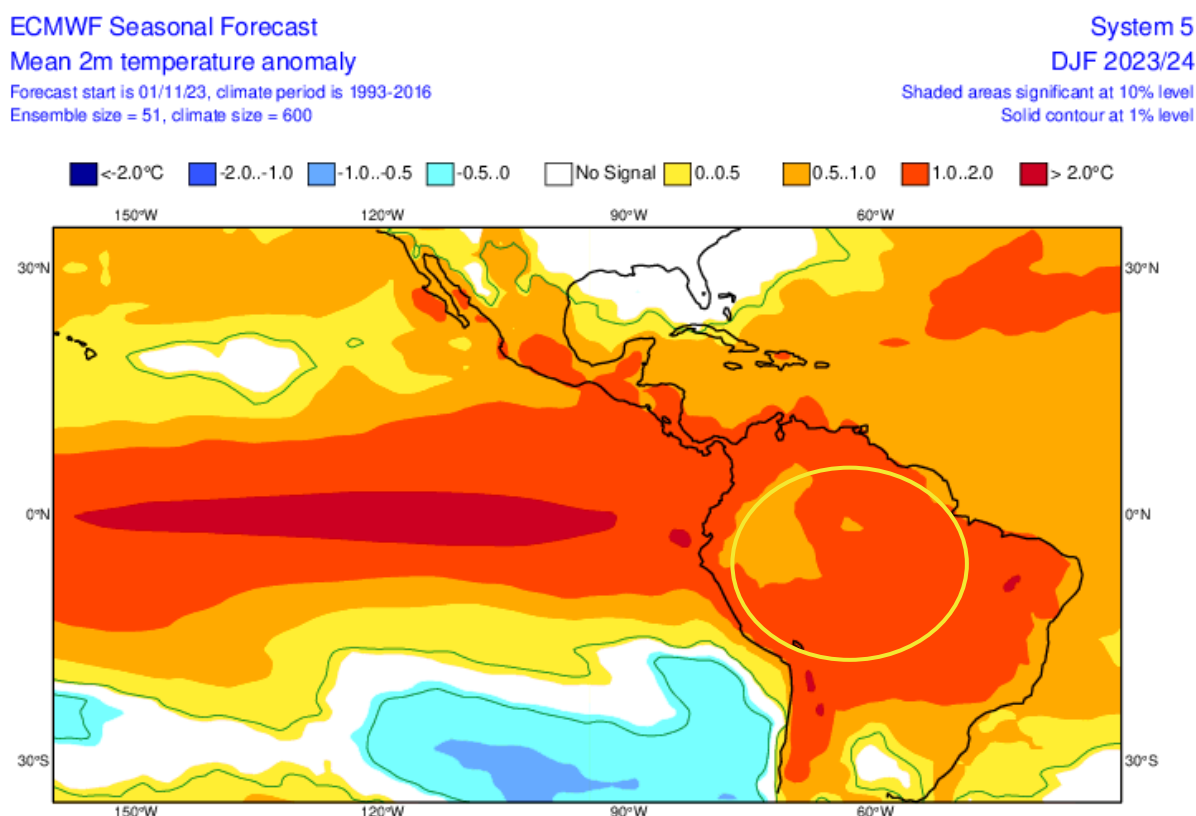 ECMWF Seasonal Forecast
System 5
Mean 2m temperature anomaly
DJF 2023/24
Forecast start is 01/11/23, climate period is 1993-2016
Shaded areas significant at 10% level
Ensemble size = 51, climate size = 600
Solid contour at 1% level
<-2.0°C -2.0..-1.0 -1.0..-0.5 -0.5..0 No Signal 0..0.5 0.5..1.0 1.0..2.0 > 2.0°C
150°W 120°W 90°W 60°W
30°N 30°N
0°N 0°N
30°S 30°S
150°W 120°W 90°W 60°W